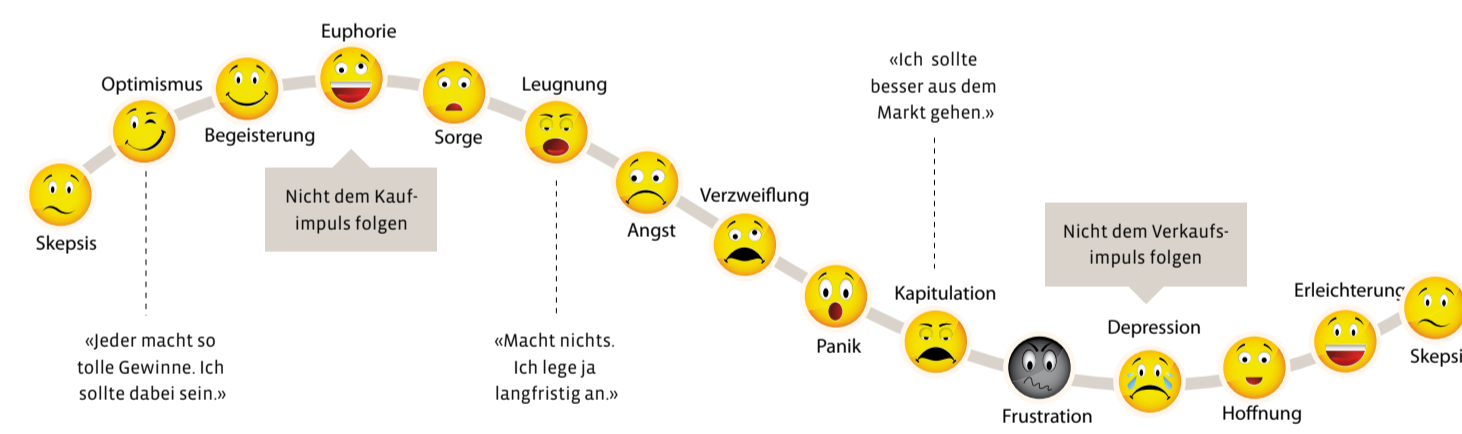 Skepsis
Optimismus
Begeisterung
Euphorie
Sorge
Leugnung
Angst
Verzweiflung
Panik
Kapitulation
Frustration
Depression
Hoffnung
Erleichterung
Skepsi
«Jeder macht so
tolle Gewinne. Ich
sollte dabei sein.»
Nicht dem Kauf-
impuls folgen
«Macht nichts.
Ich lege ja
langfristig an.»
«Ich sollte
besser aus dem
Markt gehen.»
Nicht dem Verkaufs-
impuls folgen